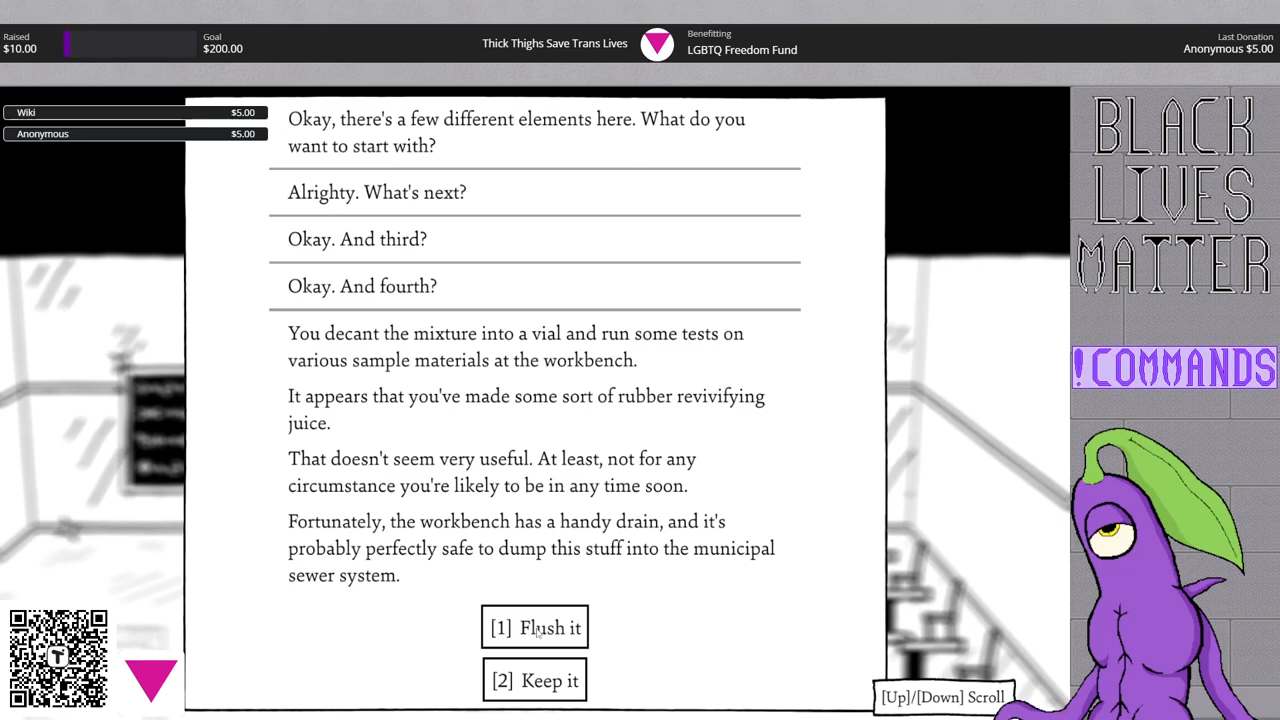 Raised
$10.00
Goal
$200.00
Thick Thighs Save Trans Lives
Benefitting
LGBTQ Freedom Fund
Last Donation
Anonymous $5.00
Wiki $5.00
Anonymous $5.00
Okay, there's a few different elements here. What do you
want to start with?
Alrighty. What's next?
Okay. And third?
Okay. And fourth?
You decant the mixture into a vial and run some tests on
various sample materials at the workbench.
It appears that you've made some sort of rubber revivifying
juice.
That doesn't seem very useful. At least, not for any
circumstance you're likely to be in any time soon.
Fortunately, the workbench has a handy drain, and it's
probably perfectly safe to dump this stuff into the municipal
sewer system.
[1] Flush it
[2] Keep it
[Up]/[Down] Scroll
BLACK
LIVES
MATTER
!COMMANDS
T